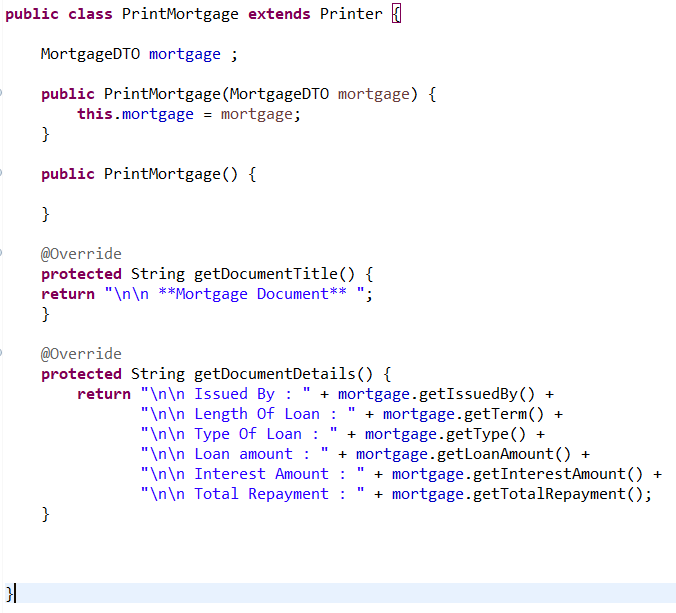 public class PrintMortgage extends Printer {
MortgageDTO mortgage ;
public PrintMortgage(MortgageDTO mortgage) {
this.mortgage = mortgage;
}
public PrintMortgage() {
}
@Override
protected String getDocumentTitle() {
return "\n\n **Mortgage Document** ";
}
@Override
protected String getDocumentDetails() {
return "\n\n Issued By : " + mortgage.getIssuedBy() +
"\n\n Length Of Loan : " + mortgage.getTerm() +
"\n\n Type Of Loan : " + mortgage.getType() +
"\n\n Loan amount : " + mortgage.getLoanAmount() +
"\n\n Interest Amount : " + mortgage.getInterestAmount() +
"\n\n Total Repayment : " + mortgage.getTotalRepayment();
}
}